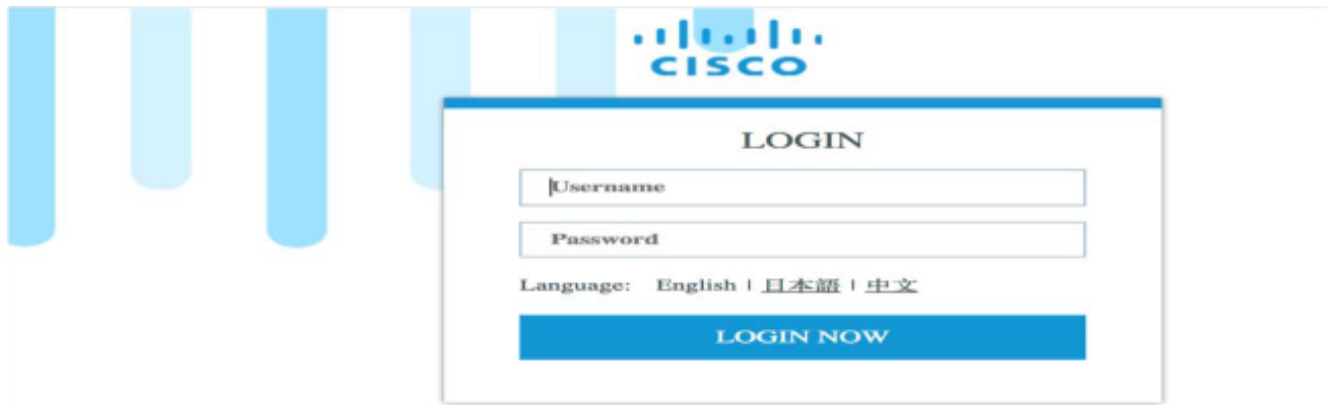 CISCO
LOGIN
Username
Password
Language: English | 日本語 | 中文
LOGIN NOW